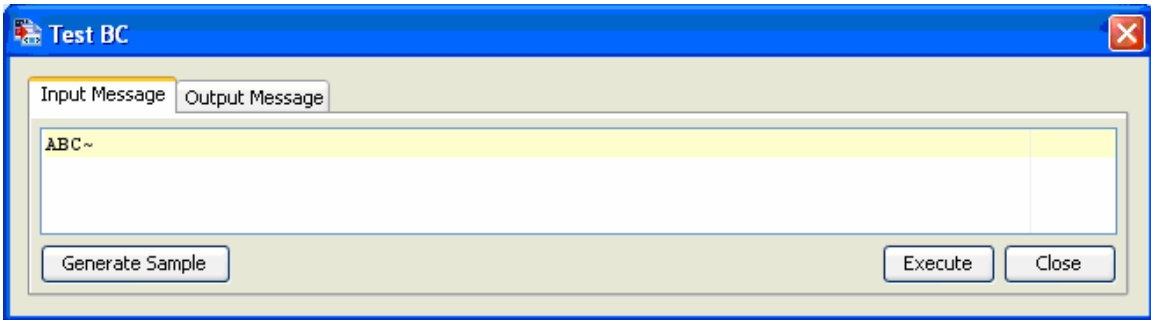 Test BC
Input Message Output Message
ABC~
Generate Sample Execute Close